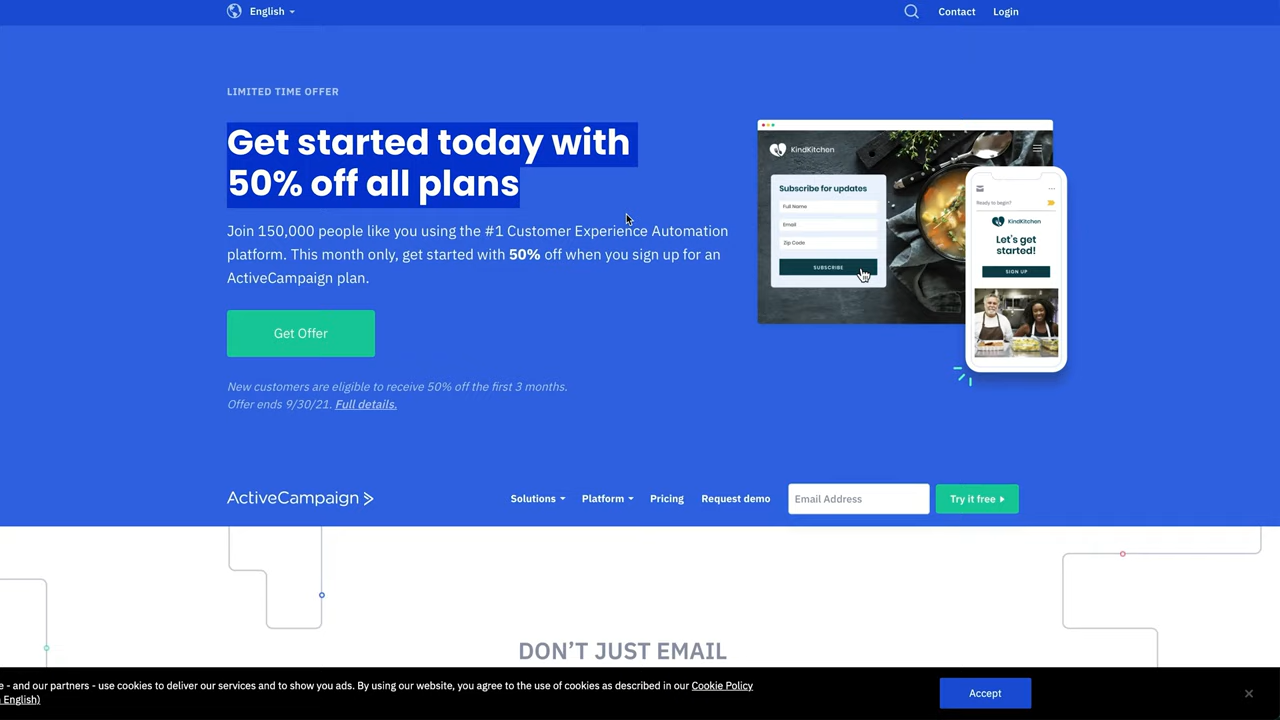 English
Contact
Login
LIMITED TIME OFFER
Get started today with
50% off all plans
Join 150,000 people like you using the #1 Customer Experience Automation
platform. This month only, get started with 50% off when you sign up for an
ActiveCampaign plan.
Get Offer
New customers are eligible to receive 50% off the first 3 months.
Offer ends 9/30/21. Full details.
KindKitchen
Subscribe for updates
Full Name
Email
Zip Code
SUBSCRIBE
Ready to begin?
KindKitchen
Let's get
started!
SIGN UP
ActiveCampaign >
Solutions
Platform
Pricing
Request demo
Email Address
Try it free
DON'T JUST EMAIL
e - and our partners - use cookies to deliver our services and to show you ads. By using our website, you agree to the use of cookies as described in our Cookie Policy
English)
Accept